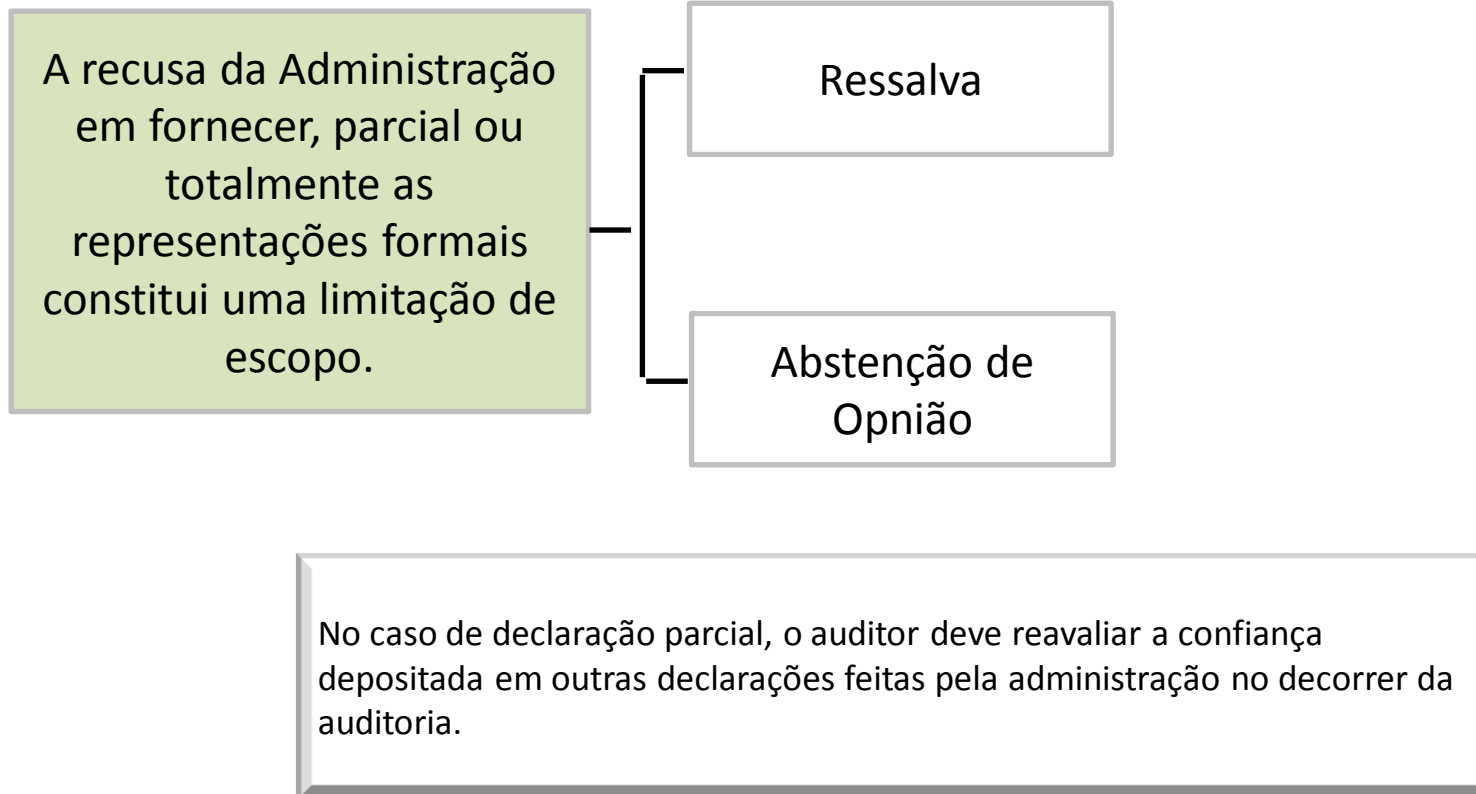 A recusa da Administração
em fornecer, parcial ou
totalmente as
representações formais
constitui uma limitação de
escopo.
Ressalva
Abstenção de
Opnião
No caso de declaração parcial, o auditor deve reavaliar a confiança
depositada em outras declarações feitas pela administração no decorrer da
auditoria.